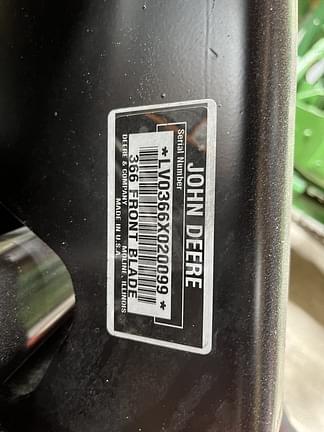 JOHN DEERE
Serial Number
*LV0366X020099*
366 FRONT BLADE
DEERE & COMPANY MOLINE, ILLINOIS
MADE IN U.S.A.